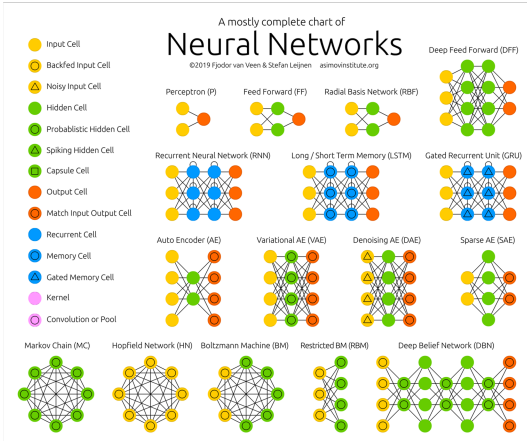 A mostly complete chart of
Neural Networks
©2019 Fjodor van Veen & Stefan Leijnen asimovinstitute.org
Input Cell
Backfed Input Cell
Noisy Input Cell
Hidden Cell
Probablistic Hidden Cell
Spiking Hidden Cell
Capsule Cell
Output Cell
Match Input Output Cell
Recurrent Cell
Memory Cell
Gated Memory Cell
Kernel
Convolution or Pool
Deep Feed Forward (DFF)
Perceptron (P)
Feed Forward (FF)
Radial Basis Network (RBF)
Recurrent Neural Network (RNN)
Long / Short Term Memory (LSTM)
Gated Recurrent Unit (GRU)
Auto Encoder (AE)
Variational AE (VAE)
Denoising AE (DAE)
Sparse AE (SAE)
Markov Chain (MC)
Hopfield Network (HN)
Boltzmann Machine (BM)
Restricted BM (RBM)
Deep Belief Network (DBN)